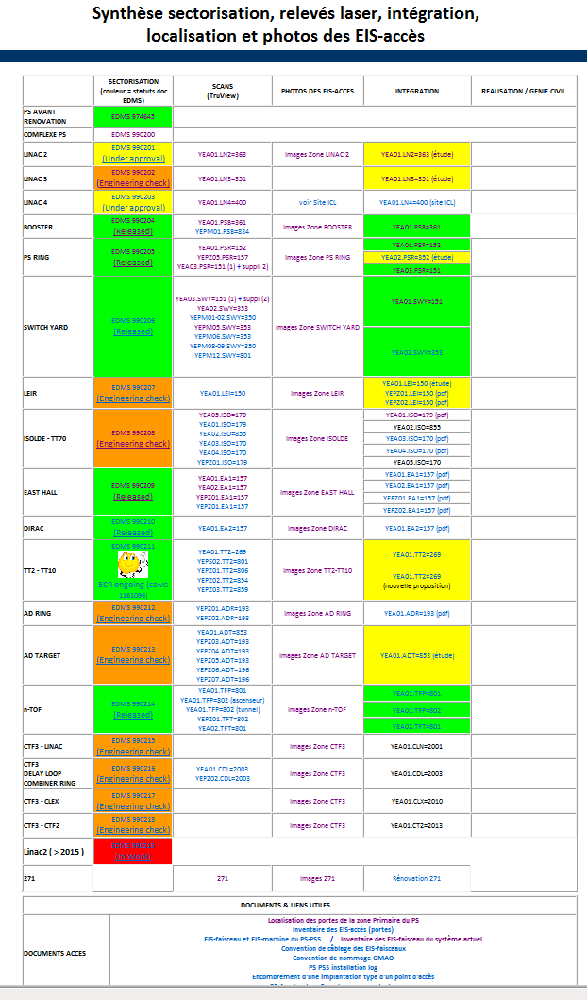 Synthèse sectorisation, relevés laser, intégration,
localisation et photos des EIS-accès
SECTORISATION
(couleur = statuts doc
EDMS)
SCANS
(TruView)
PHOTOS DES EIS-ACCES
INTEGRATION
REALISATION / GENIE CIVIL
PS AVANT
RENOVATION
EDMS 974645
COMPLEXE PS
EDMS 990200
LINAC 2
EDMS 990201
(Under approval)
YEA01.LN2=363
Images Zone LINAC 2
YEA01.LN2=363 (étude)
LINAC 3
EDMS 990202
(Engineering check)
YEA01.LN3=351
Images Zone LINAC 3
YEA01.LN3=351 (étude)
LINAC 4
EDMS 990203
(Under approval)
YEA01.LN4=400
voir Site ICL
YEA01.LN4=400 (site ICL)
BOOSTER
EDMS 990204
(Released)
YEA01.PSB=361
YEPM01.PSB=834
Images Zone BOOSTER
YEA01.PSB=361
PS RING
EDMS 990205
(Released)
YEA01.PSR=152
YEPZ05.PSR=157
YEA03.PSR=151 (1) + suppl( 2)
Images Zone PS RING
YEA01.PSR=152
YEA02.PSR=352 (étude)
YEA03.PSR=151
SWITCH YARD
EDMS 990206
(Released)
YEA03.SWY=151 (1) + suppl (2)
YEA02.SWY=353
YEPM01-02.SWY=350
YEPM05.SWY=353
YEPM06.SWY=353
YEPM08-09.SWY=350
YEPM12.SWY=801
Images Zone SWITCH YARD
YEA01.SWY=151
YEA02.SWY=353
LEIR
EDMS 990207
(Engineering check)
YEA01.LEI=150
Images Zone LEIR
YEA01.LEI=150 (étude)
YEPZ01.LEI=150 (pdf)
YEPZ02.LEI=150 (pdf)
ISOLDE - TT70
EDMS 990208
(Engineering check)
YEA05.ISO=170
YEA01.ISO=179
YEA02.ISO=855
YEA03.ISO=170
YEA04.ISO=170
YEPZ01.ISO=179
Images Zone ISOLDE
YEA01.ISO=179 (pdf)
YEA02.ISO=855
YEA03.ISO=170 (pdf)
YEA04.ISO=170 (pdf)
YEA05.ISO=170
EAST HALL
EDMS 990209
(Released)
YEA01.EA1=157
YEA02.EA1=157
YEPZ01.EA1=157
YEPZ01.EA1=157
Images Zone EAST HALL
YEA01.EA1=157 (pdf)
YEA02.EA1=157 (pdf)
YEPZ01.EA1=157 (pdf)
YEPZ02.EA1=157 (pdf)
DIRAC
EDMS 990210
(Released)
YEA01.EA2=157
Images Zone DIRAC
YEA01.EA2=157 (pdf)
TT2 - TT10
EDMS 990211
ECR ongoing (EDMS
1161096)
YEA01.TT2=269
YEPS02.TT2=801
YEPZ01.TT2=806
YEPZ02.TT2=854
YEPZ03.TT2=859
Images Zone TT2-TT10
YEA01.TT2=269
YEA01.TT2=269
(nouvelle proposition)
AD RING
EDMS 990212
(Engineering check)
YEPZ01.ADR=193
YEPZ02.ADR=193
Images Zone AD RING
YEA01.ADR=193 (pdf)
AD TARGET
EDMS 990213
(Engineering check)
YEA01.ADT=853
YEPZ03.ADT=193
YEPZ04.ADT=193
YEPZ05.ADT=193
YEPZ06.ADT=196
YEPZ07.ADT=196
Images Zone AD TARGET
YEA01.ADT=853 (étude)
n-TOF
EDMS 990214
(Released)
YEA01.TFP=801
YEA01.TFP=802 (ascenseur)
YEA01.TFP=802 (tunnel)
YEPZ01.TFT=802
YEA02.TFT=801
Images Zone n-TOF
YEA01.TFP=801
YEA01.TFP=802
YEA02.TFT=801
CTF3 - LINAC
EDMS 990215
(Engineering check)
Images Zone CTF3
YEA01.CLN=2001
CTF3
DELAY LOOP
COMBINER RING
EDMS 990216
(Engineering check)
YEA01.CDL=2003
YEPZ02.CDL=2003
Images Zone CTF3
YEA01.CDL=2003
CTF3 - CLEX
EDMS 990217
(Engineering check)
Images Zone CTF3
YEA01.CLX=2010
CTF3 - CTF2
EDMS 990218
(Engineering check)
Images Zone CTF3
YEA01.CT2=2013
Linac2 ( > 2015 )
EDMS
(In Work)
271
271
Images 271
Rénovation 271
DOCUMENTS & LIENS UTILES
DOCUMENTS ACCES
Localisation des portes de la zone Primaire du PS
Inventaire des EIS-accès (portes)
EIS-faisceau et EIS-machine du PS-PSS / Inventaire des EIS-faisceau du système actuel
Convention de câblage des EIS-faisceaux
Convention de nommage GMAO
PS PSS installation log
Encombrement d'une implantation type d'un point d'accès